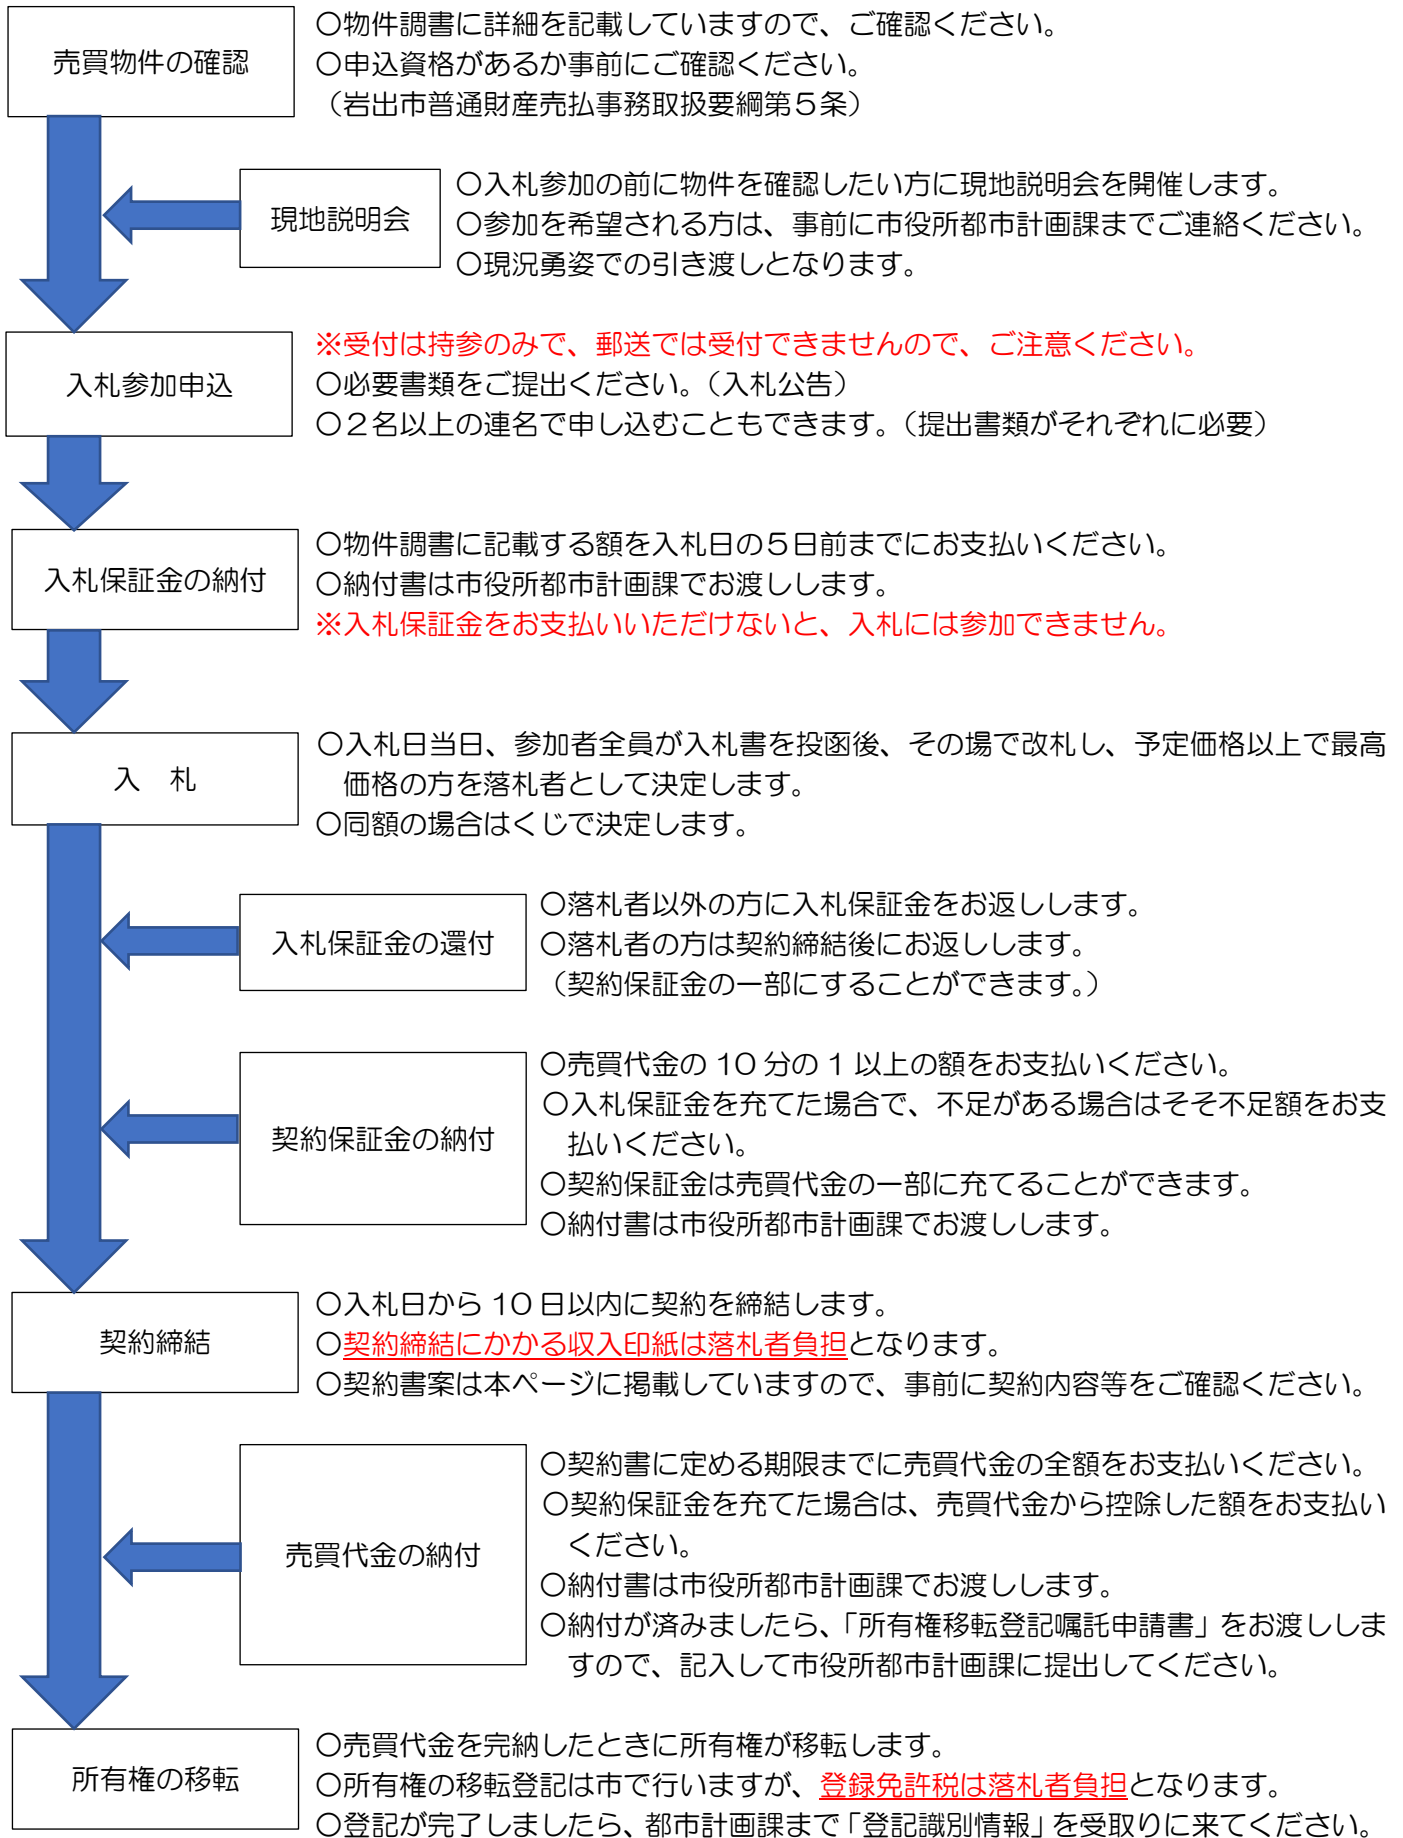 売買物件の確認
〇物件調書に詳細を記載していますので、ご確認ください。
〇申込資格があるか事前にご確認ください。
（岩出市普通財産売払事務取扱要綱第５条）
現地説明会
〇入札参加の前に物件を確認したい方に現地説明会を開催します。
〇参加を希望される方は、事前に市役所都市計画課までご連絡ください。
〇現況勇姿での引き渡しとなります。
入札参加申込
※受付は持参のみで、郵送では受付できませんので、ご注意ください。
〇必要書類をご提出ください。（入札公告）
〇２名以上の連名で申し込むこともできます。（提出書類がそれぞれに必要）
入札保証金の納付
〇物件調書に記載する額を入札日の５日前までにお支払いください。
〇納付書は市役所都市計画課でお渡しします。
※入札保証金をお支払いいただけないと、入札には参加できません。
入　札
〇入札日当日、参加者全員が入札書を投函後、その場で改札し、予定価格以上で最高
価格の方を落札者として決定します。
〇同額の場合はくじで決定します。
入札保証金の還付
〇落札者以外の方に入札保証金をお返しします。
〇落札者の方は契約締結後にお返しします。
（契約保証金の一部にすることができます。）
契約保証金の納付
〇売買代金の 10 分の 1 以上の額をお支払いください。
〇入札保証金を充てた場合で、不足がある場合はそそ不足額をお支
払いください。
〇契約保証金は売買代金の一部に充てることができます。
〇納付書は市役所都市計画課でお渡しします。
契約締結
〇入札日から 10 日以内に契約を締結します。
〇契約締結にかかる収入印紙は落札者負担となります。
〇契約書案は本ページに掲載していますので、事前に契約内容等をご確認ください。
売買代金の納付
〇契約書に定める期限までに売買代金の全額をお支払いください。
〇契約保証金を充てた場合は、売買代金から控除した額をお支払い
ください。
〇納付書は市役所都市計画課でお渡しします。
〇納付が済みましたら、「所有権移転登記嘱託申請書」をお渡ししま
すので、記入して市役所都市計画課に提出してください。
所有権の移転
〇売買代金を完納したときに所有権が移転します。
〇所有権の移転登記は市で行いますが、登録免許税は落札者負担となります。
〇登記が完了しましたら、都市計画課まで「登記識別情報」を受取りに来てください。